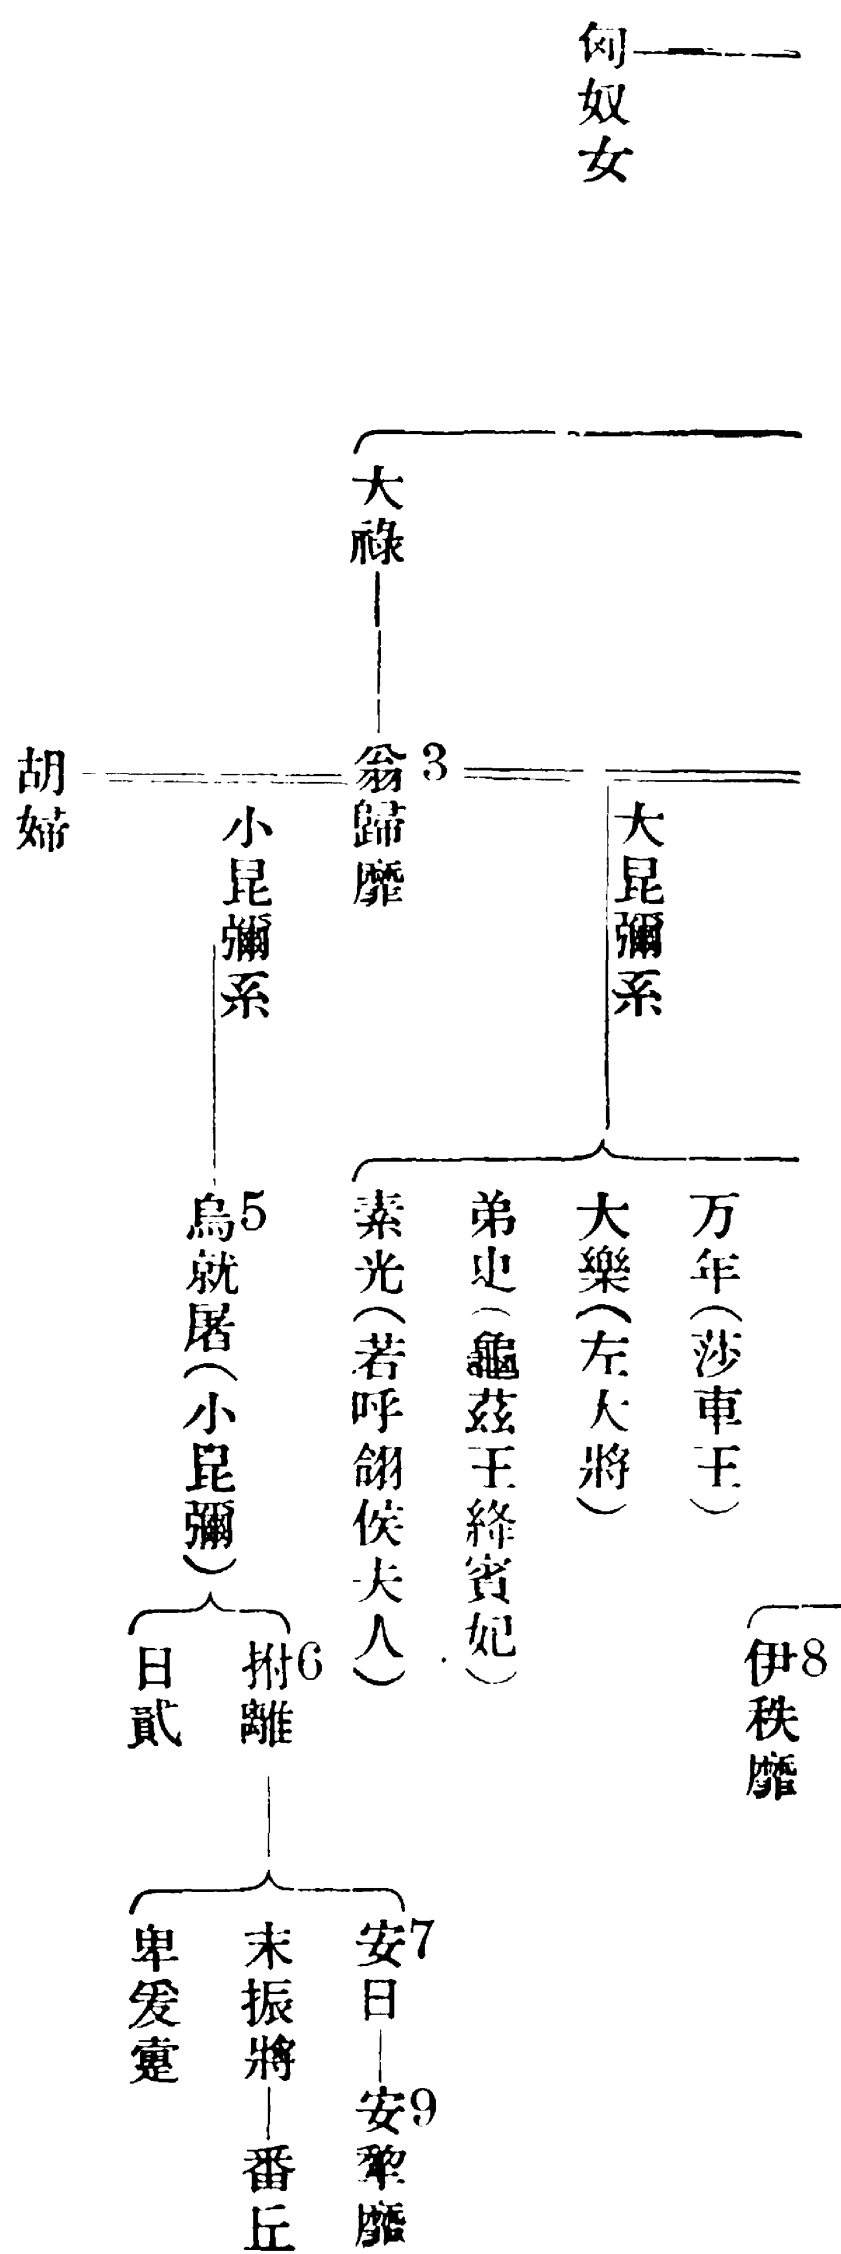 匈奴女
大祿
3
翁歸靡
胡婦
大昆彌系
小昆彌系
万年(莎車王)
大樂(左大將)
弟史(龜茲王絳賓妃)
素光(若呼翎侯夫人)
5
烏就屠(小昆彌)
8
伊秩靡
6
拊離
日貳
7
安日
末振將
卑爰疐
9
安犂靡
番丘